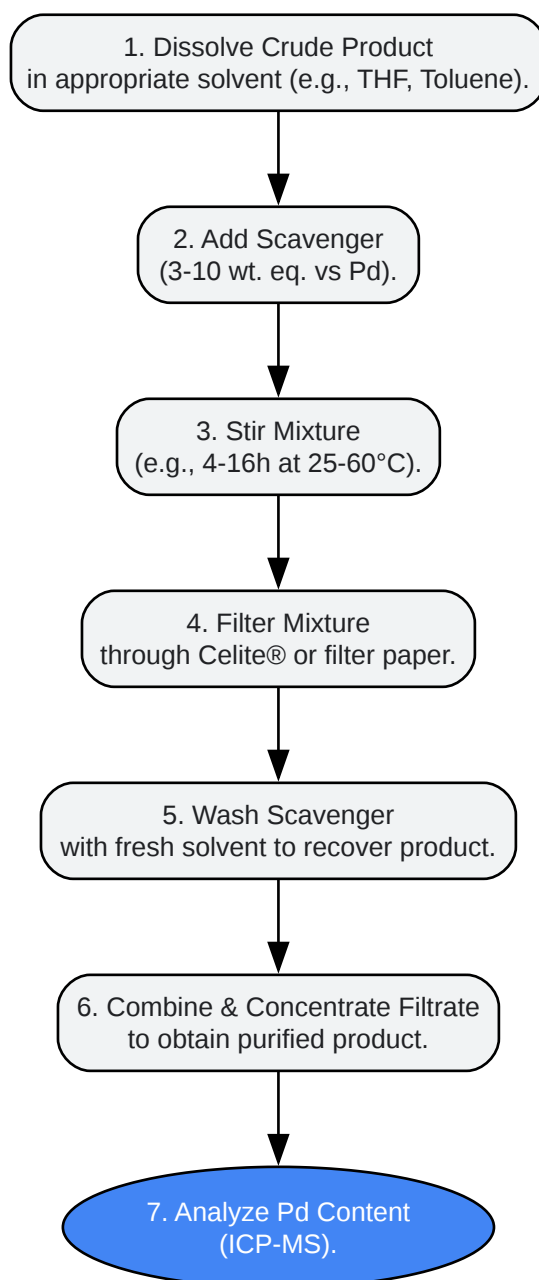 1. Dissolve Crude Product
in appropriate solvent (e.g., THF, Toluene).
2. Add Scavenger
(3-10 wt. eq. vs Pd).
3. Stir Mixture
(e.g., 4-16h at 25-60°C).
4. Filter Mixture
through Celite® or filter paper.
5. Wash Scavenger
with fresh solvent to recover product.
6. Combine & Concentrate Filtrate
to obtain purified product.
7. Analyze Pd Content
(ICP-MS).